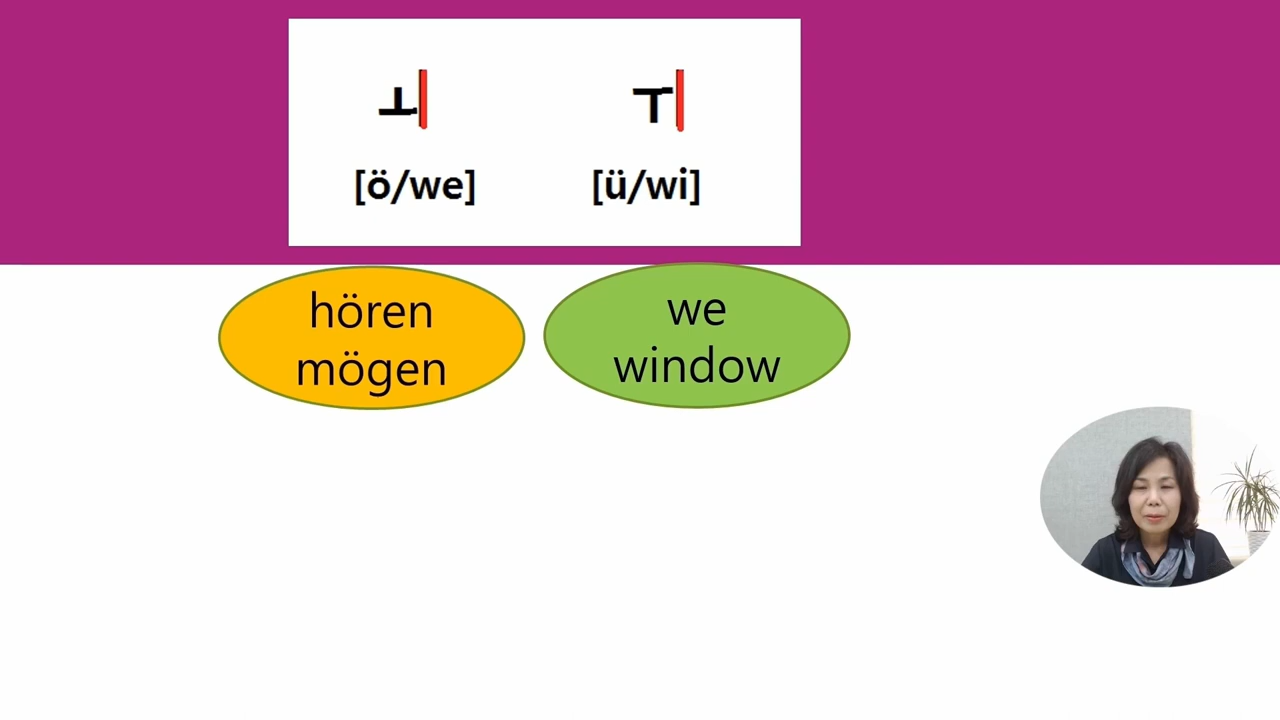 ㅚ ㅟ
[ö/we] [ü/wi]
hören
mögen
we
window